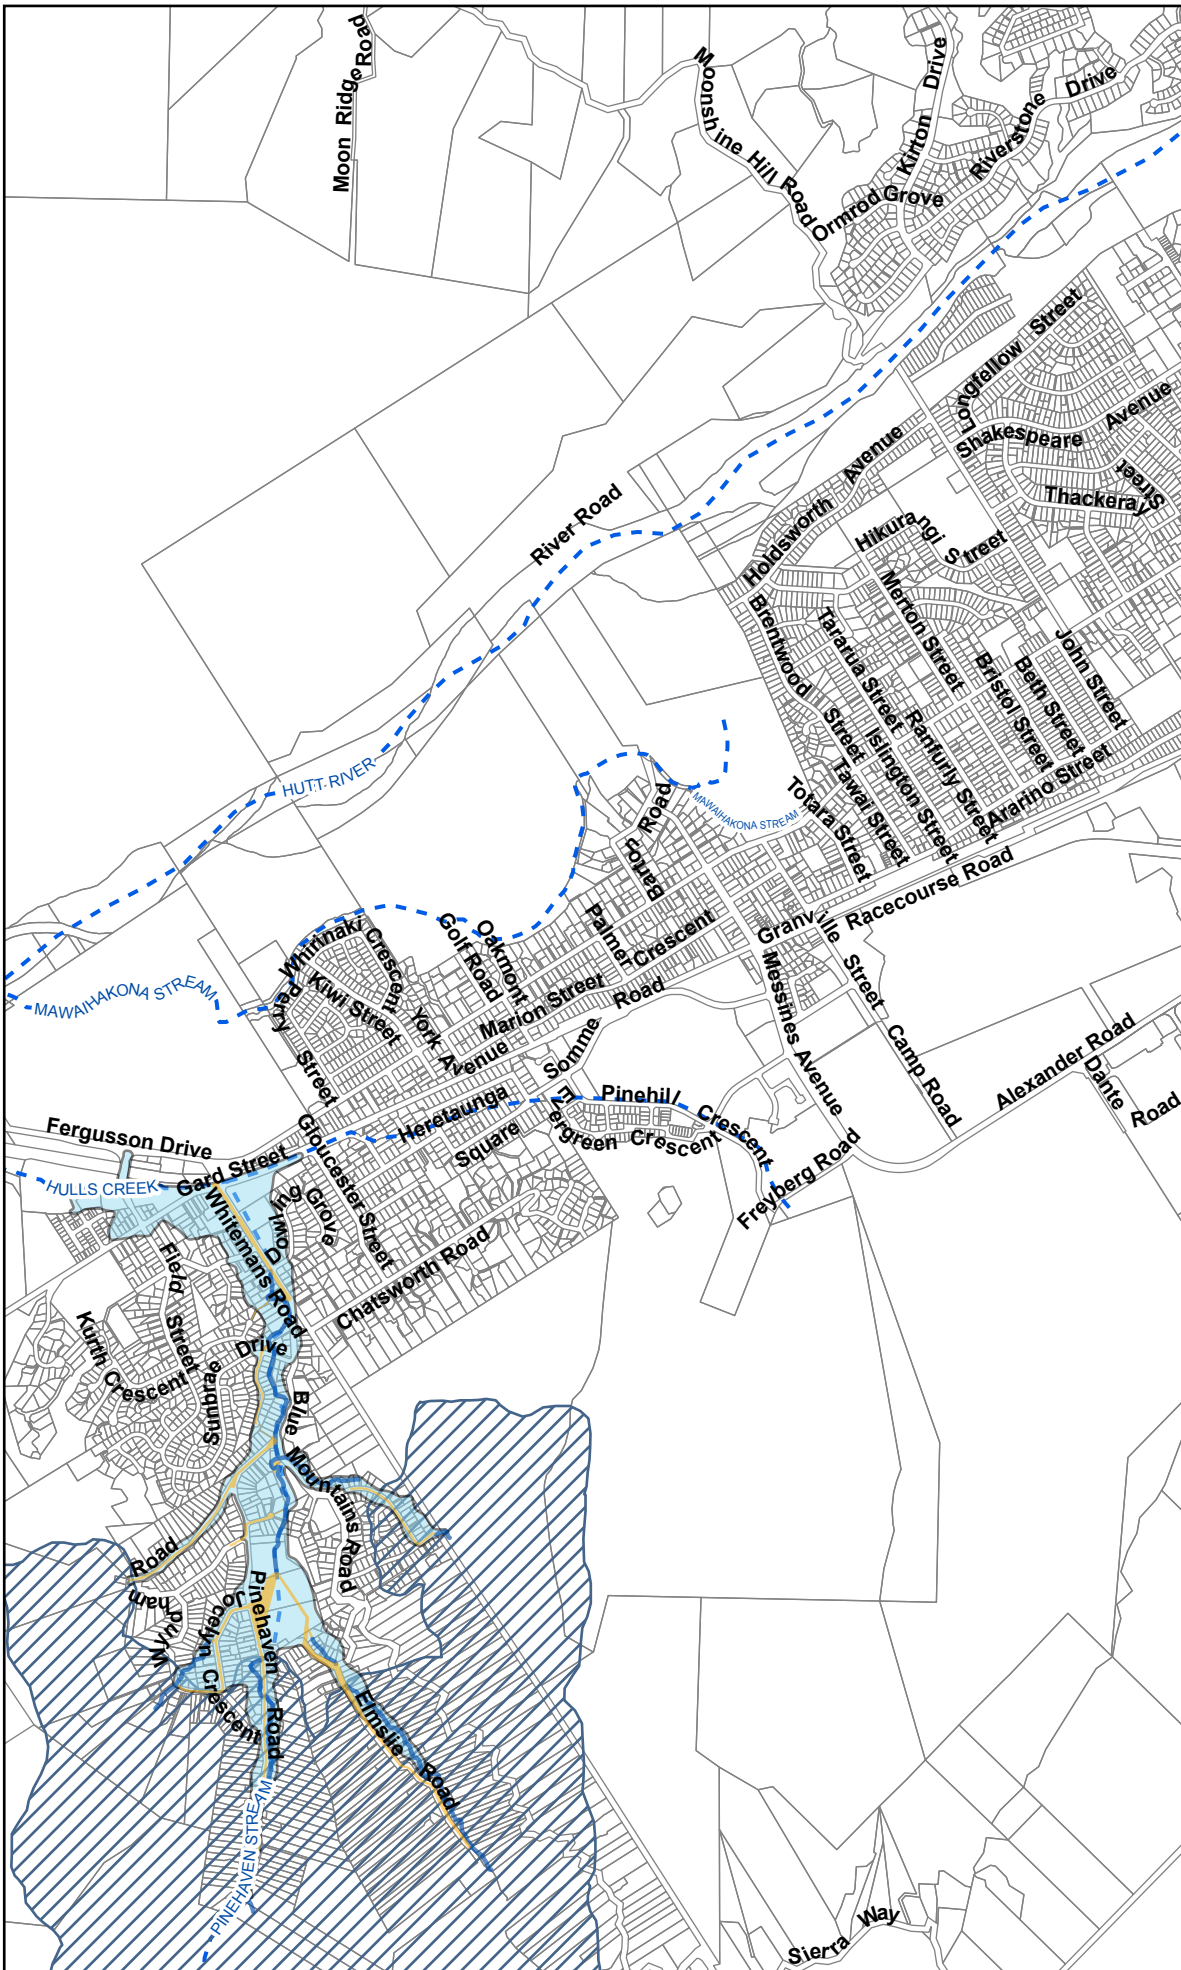 Moon Ridge Road
Moonshine Hill Road
Kirton Drive
Riverstone Drive
Ormrod Grove
Longfellow Street
Shakespeare Avenue
Thackeray Street
Holdsworth Avenue
Hikurangi Street
River Road
Brentwood Street
Tararua Street
Merton Street
Bristol Street
Beth Street
John Street
Ranfurly Street
Islington Street
Tawai Street
Totara Street
Ararino Street
HUTT RIVER
MAWAIHAKONA STREAM
Barton Road
Palmer Crescent
Granville Street
Racecourse Road
Whirinaki Crescent
Golf Road
Oakmont
Kiwi Street
Perry Street
York Avenue
Marion Street
Somme Road
Messines Avenue
Camp Road
Alexander Road
Dante Road
MAWAIHAKONA STREAM
Fergusson Drive
Gard Street
Gloucester Street
Heretaunga Square
Pinehill Crescent
Evergreen Crescent
Freyberg Road
HULLS CREEK
Whitemans Road
Dowling Grove
Chatsworth Road
Field Street
Kurth Crescent
Sunbrae Drive
Blue Mountains Road
Wyndham Road
Jocelyn Crescent
Pinehaven Road
Elmslie Road
PINEHAVEN STREAM
Sierra Way